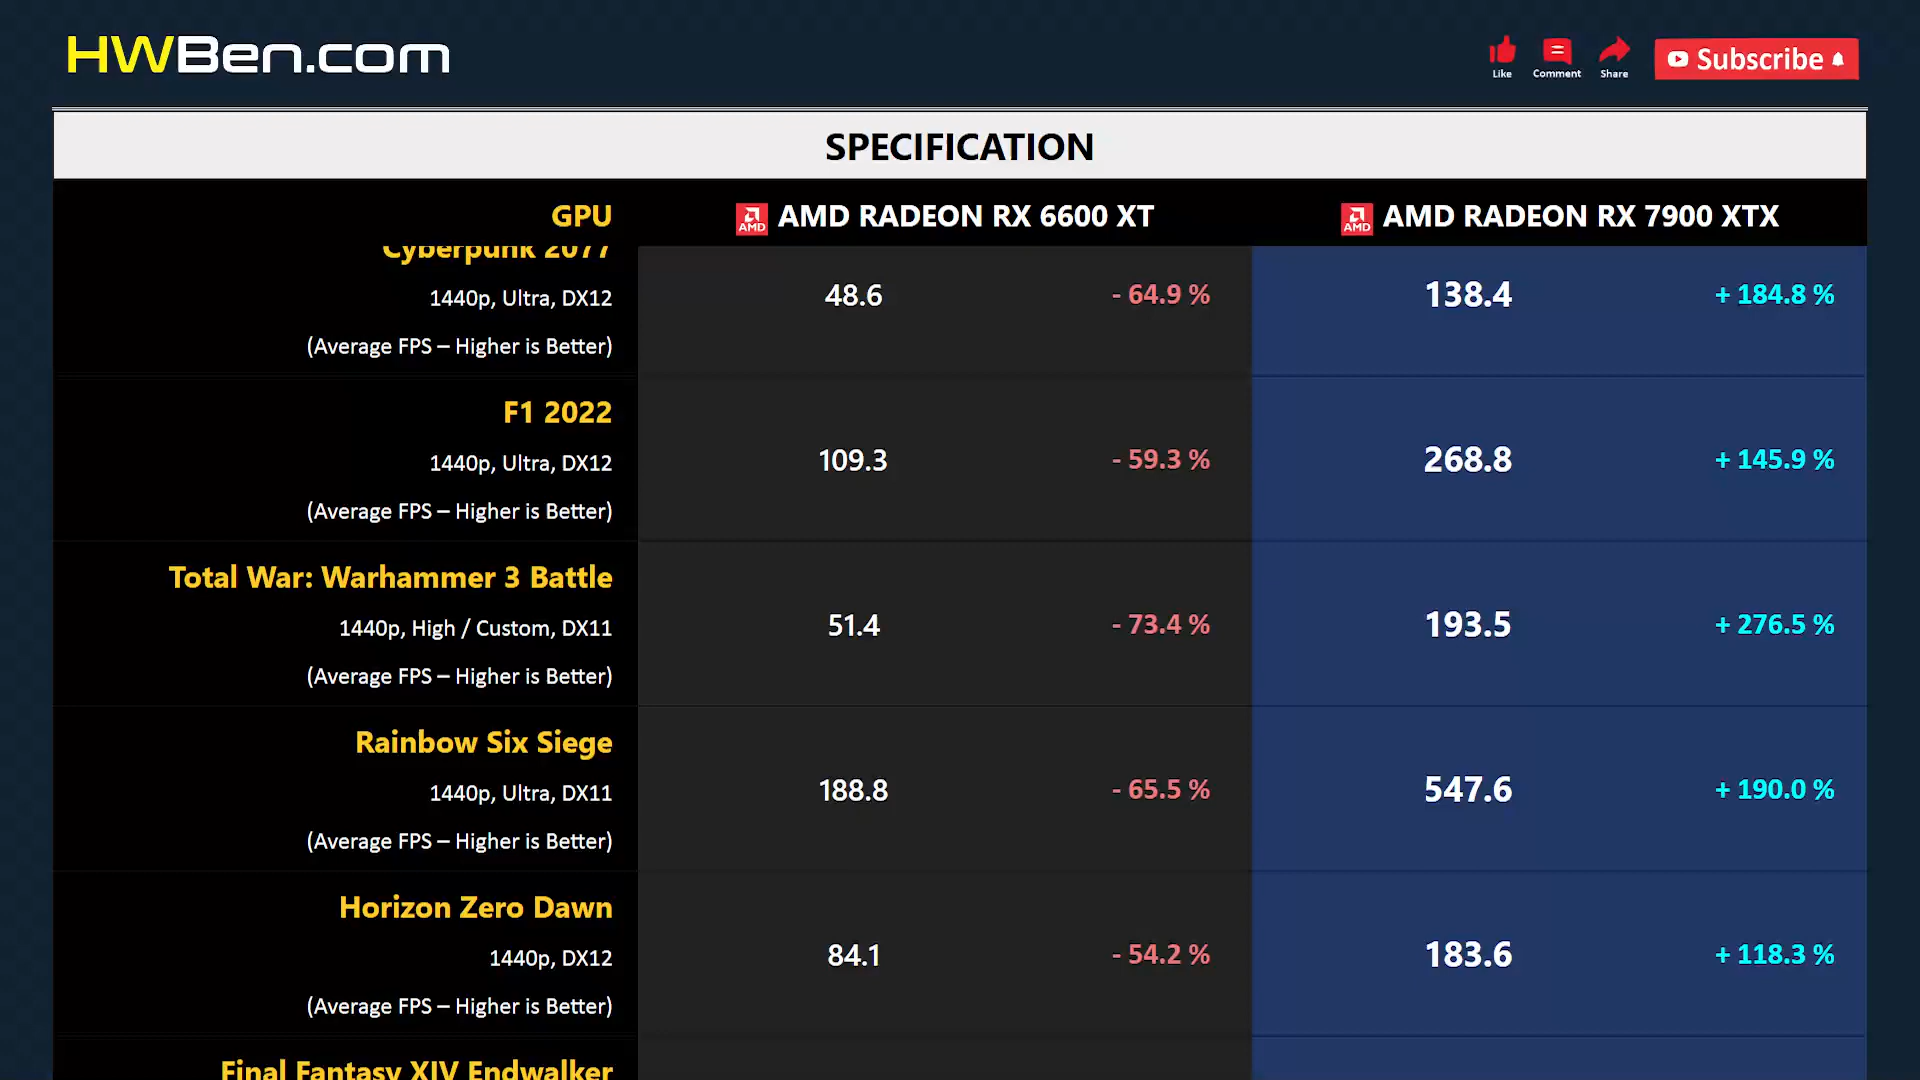 HWBen.com
Like
Comment
Share
Subscribe
SPECIFICATION
GPU
AMD
AMD RADEON RX 6600 XT
AMD
AMD RADEON RX 7900 XTX
Cyberpunk 2077
1440p, Ultra, DX12
(Average FPS – Higher is Better)
48.6
- 64.9 %
138.4
+ 184.8 %
F1 2022
1440p, Ultra, DX12
(Average FPS – Higher is Better)
109.3
- 59.3 %
268.8
+ 145.9 %
Total War: Warhammer 3 Battle
1440p, High / Custom, DX11
(Average FPS – Higher is Better)
51.4
- 73.4 %
193.5
+ 276.5 %
Rainbow Six Siege
1440p, Ultra, DX11
(Average FPS – Higher is Better)
188.8
- 65.5 %
547.6
+ 190.0 %
Horizon Zero Dawn
1440p, DX12
(Average FPS – Higher is Better)
84.1
- 54.2 %
183.6
+ 118.3 %
Final Fantasy XIV Endwalker